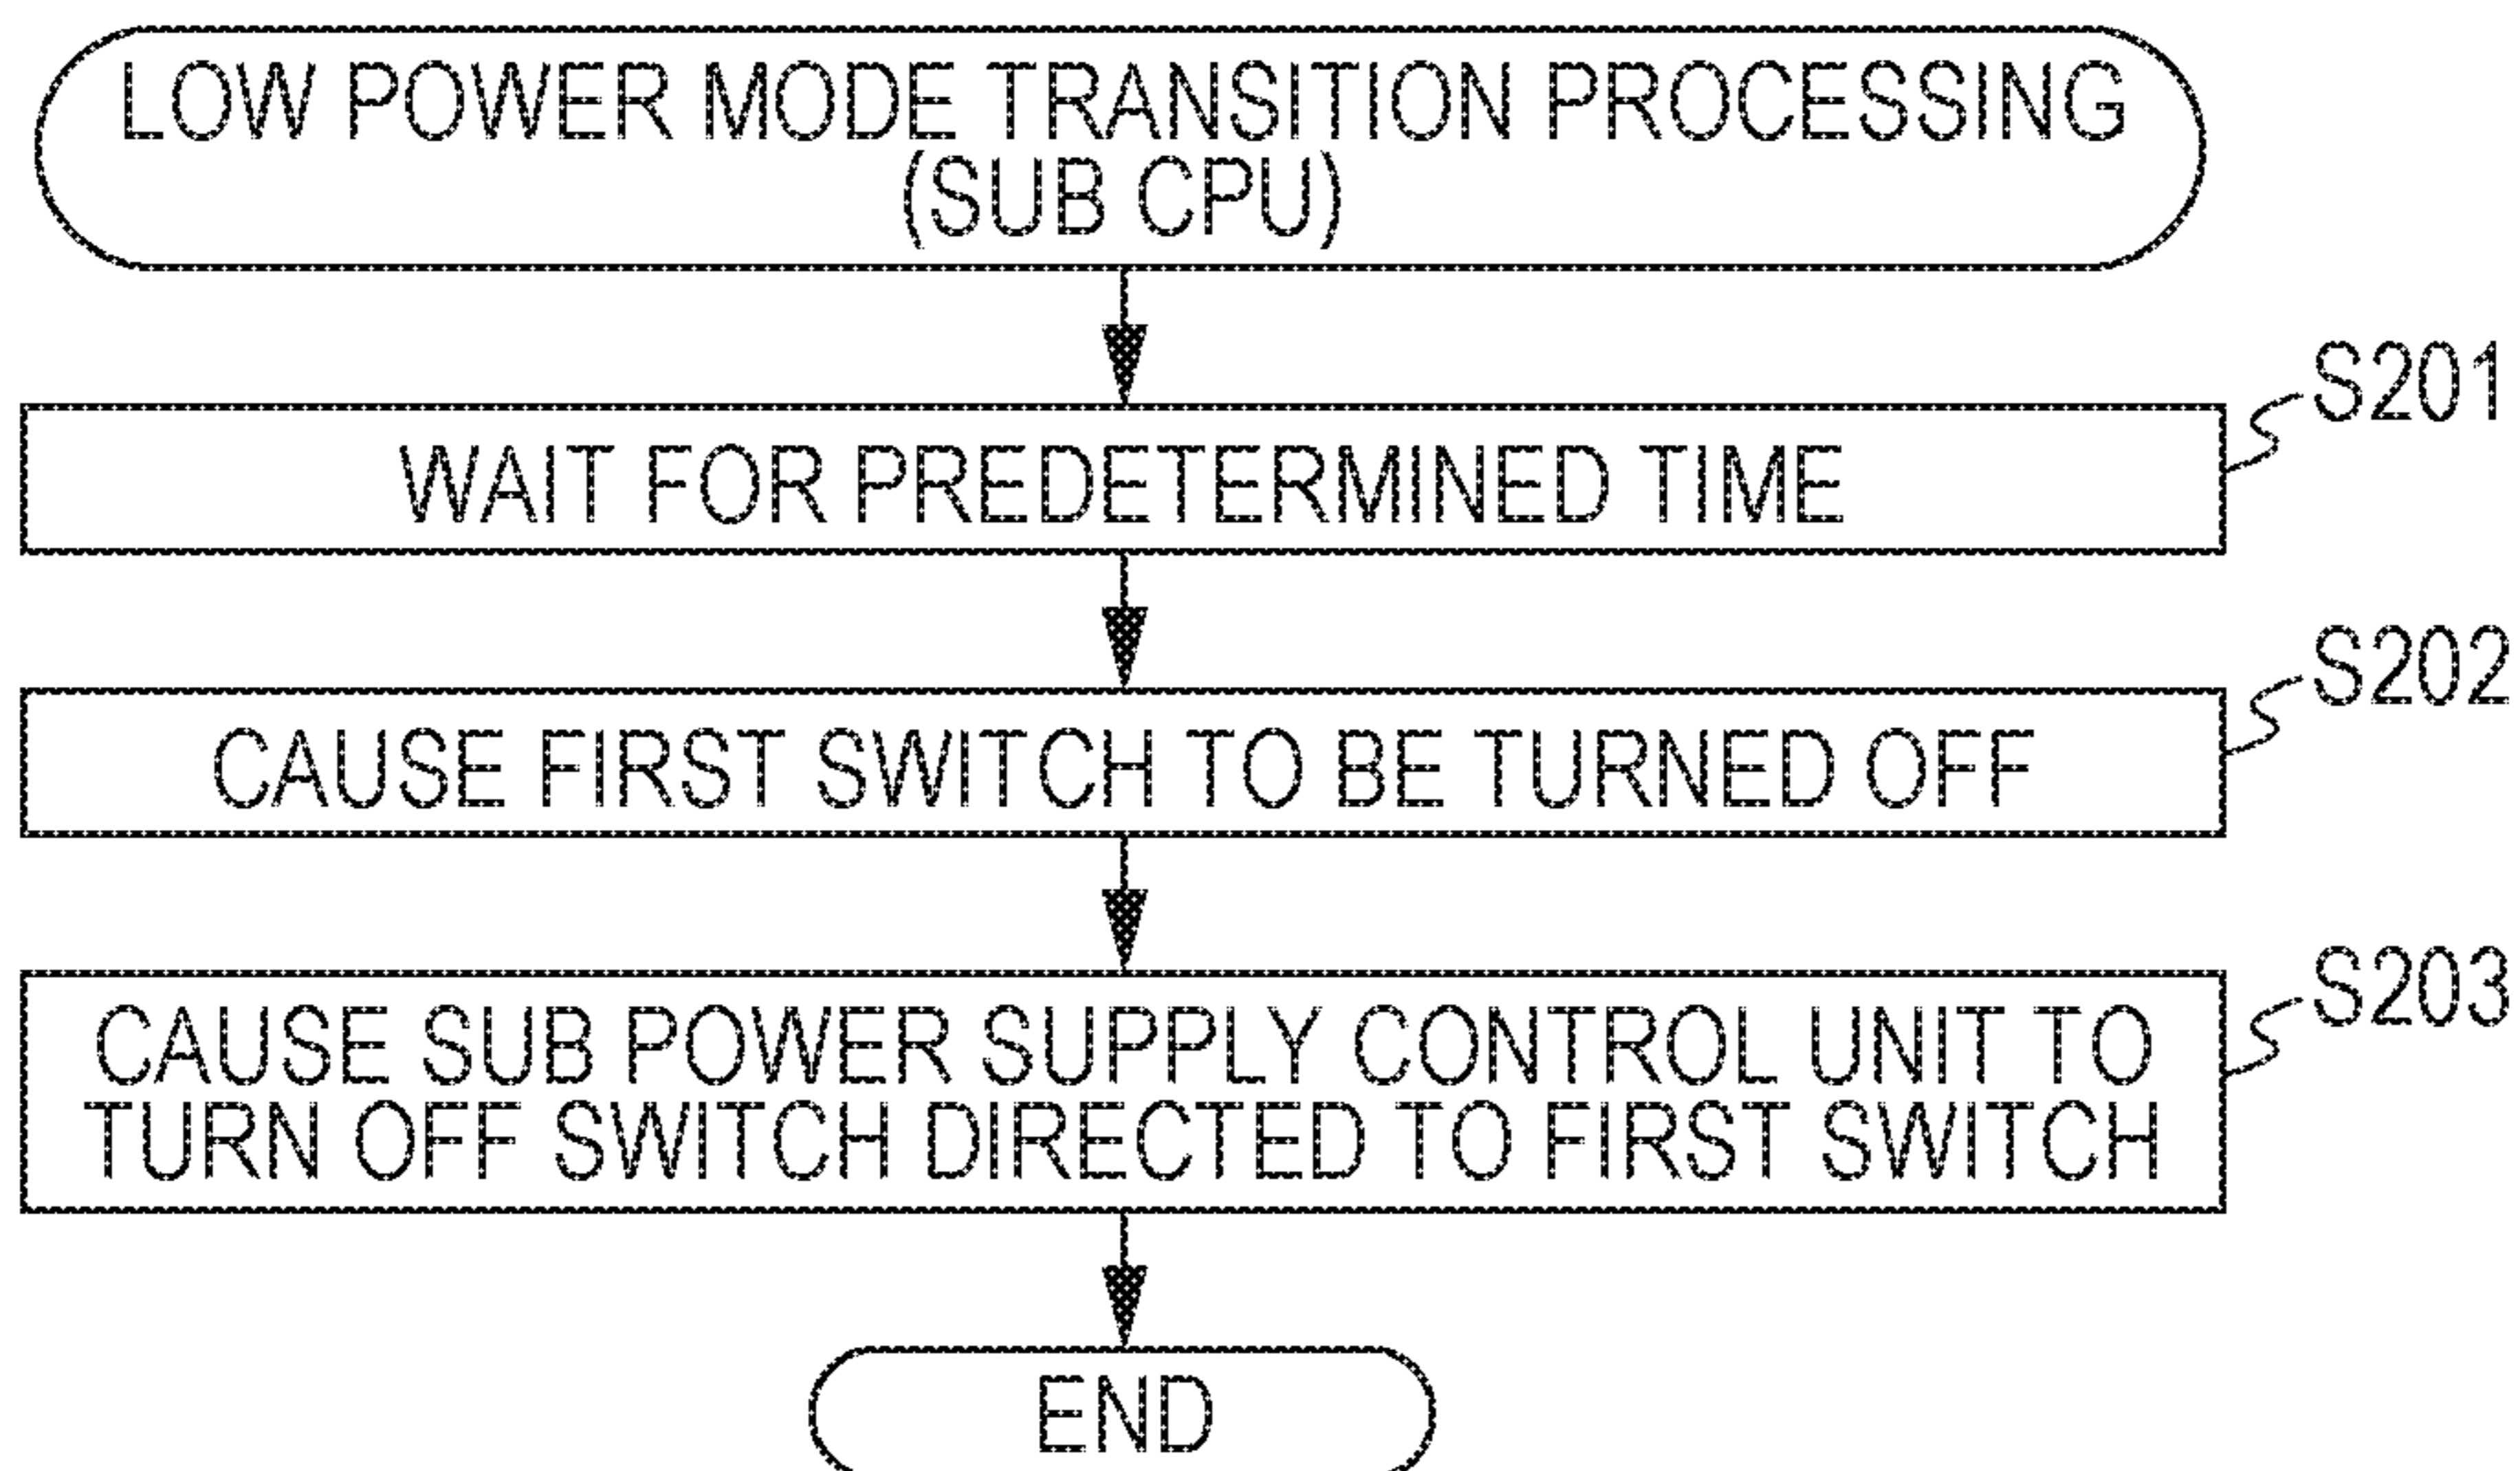 LOW POWER MODE TRANSITION PROCESSING
(SUB CPU)
S201
WAIT FOR PREDETERMINED TIME
S202
CAUSE FIRST SWITCH TO BE TURNED OFF
S203
CAUSE SUB POWER SUPPLY CONTROL UNIT TO
TURN OFF SWITCH DIRECTED TO FIRST SWITCH
END